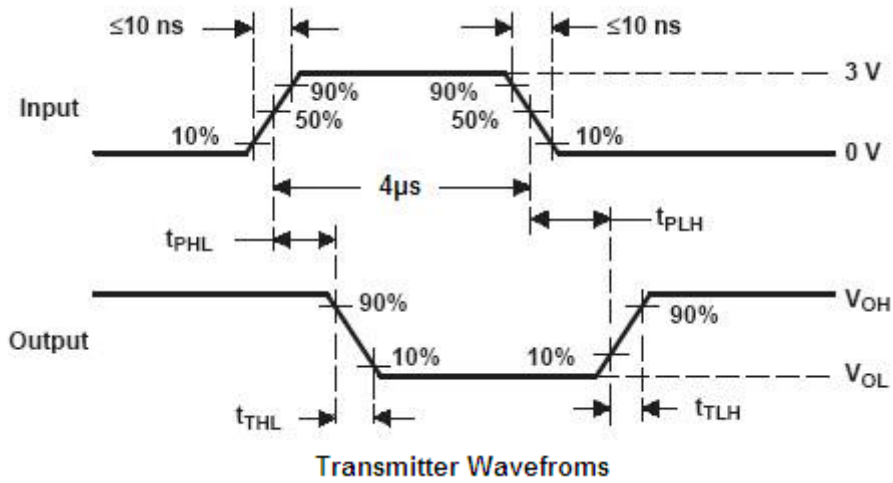 ≤10 ns
≤10 ns
3 V
90%
90%
Input
50%
50%
10%
10%
0 V
4μs
tPHL
tPLH
VOH
90%
90%
Output
10%
10%
VOL
tTHL
tTLH
Transmitter Wavefroms